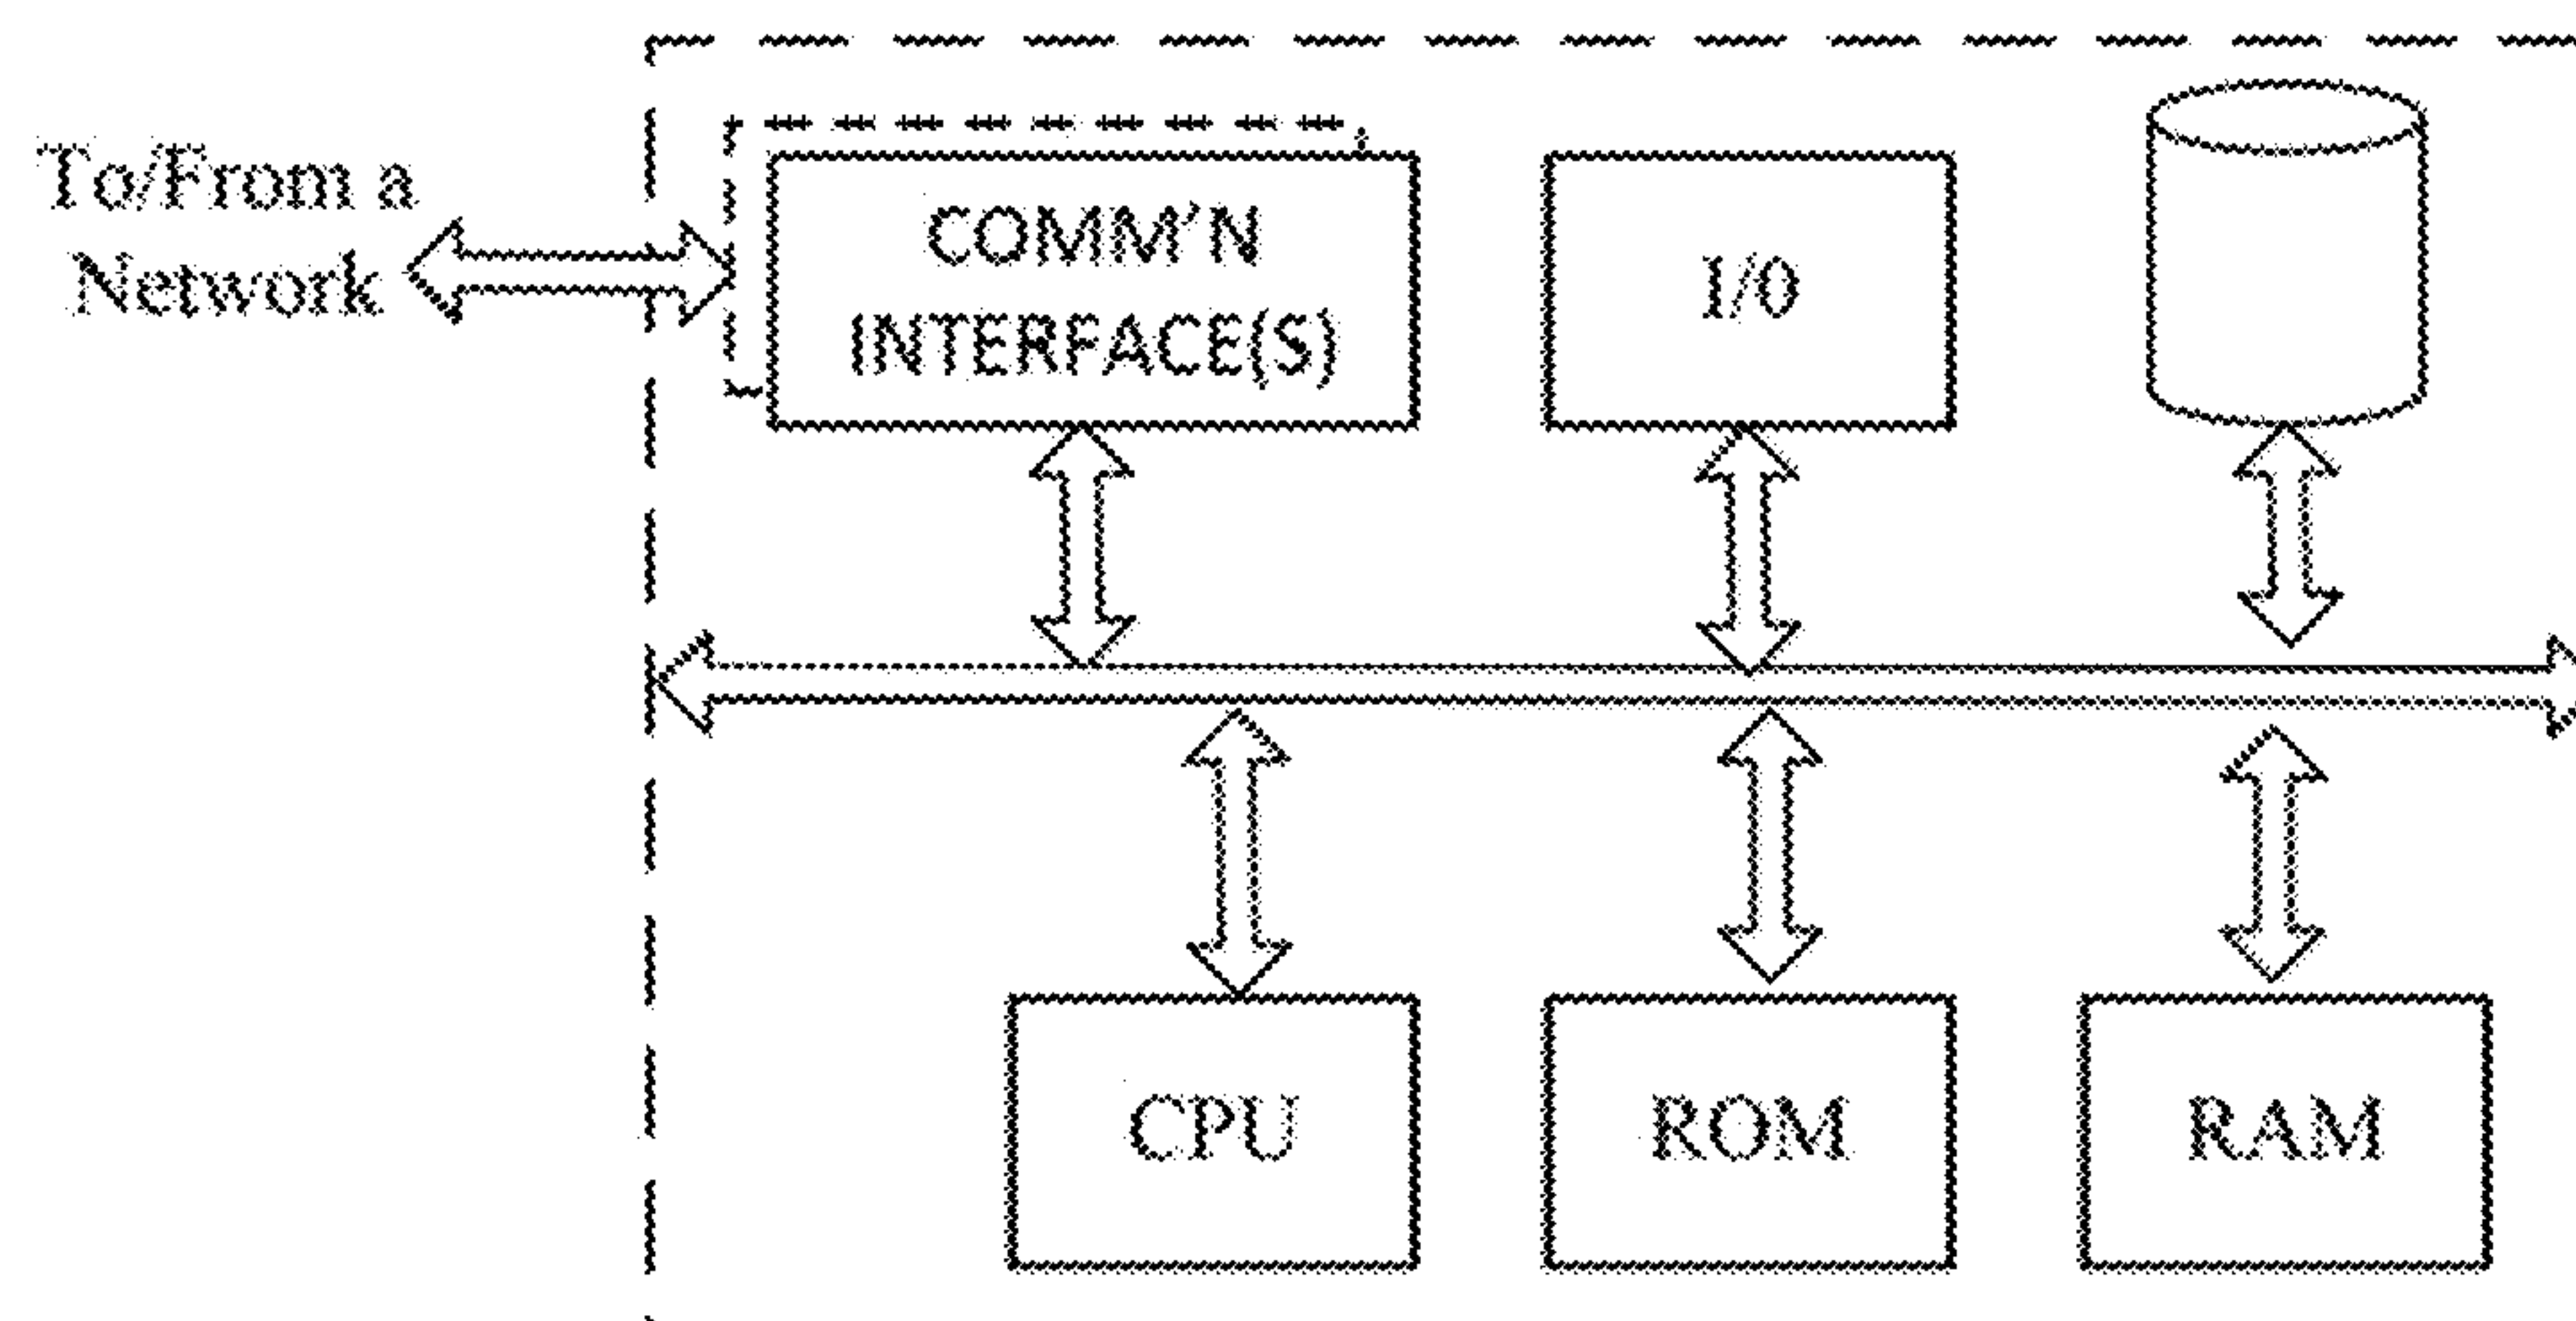 To/From a
Network
COMM'N
INTERFACE(S)
I/0
CPU
ROM
RAM